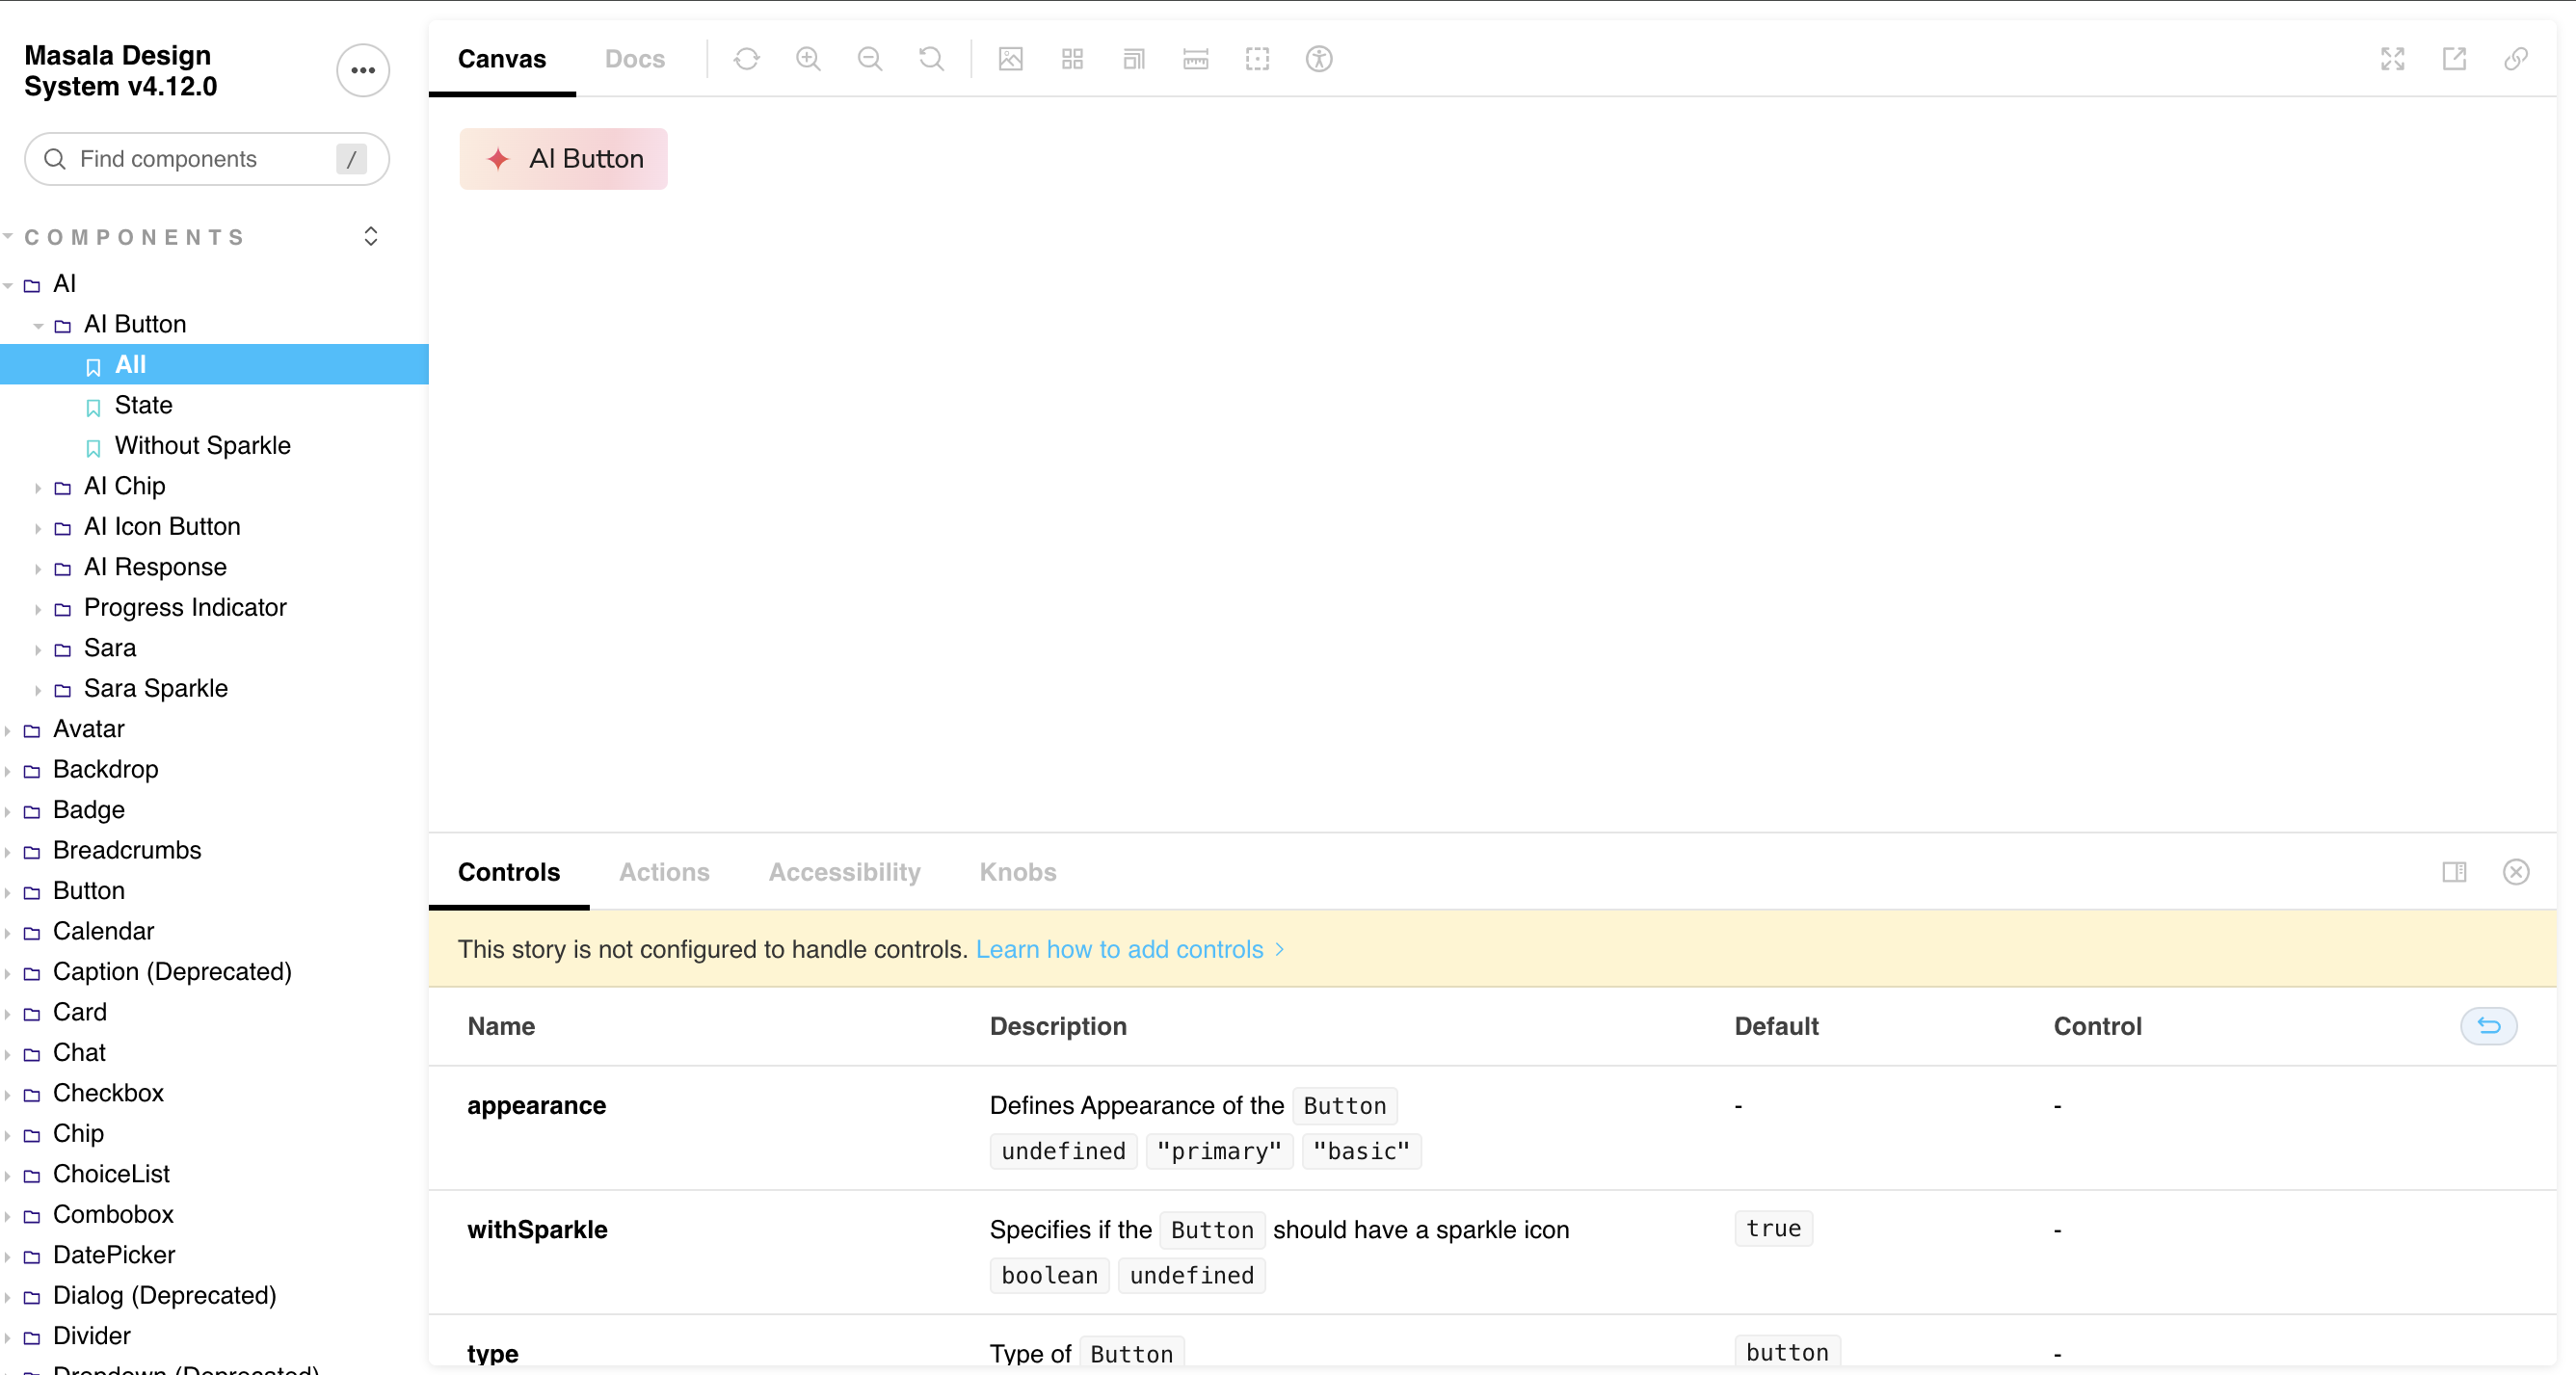 Masala Design
System v4.12.0
Find components
/
COMPONENTS
AI
AI Button
All
State
Without Sparkle
AI Chip
AI Icon Button
AI Response
Progress Indicator
Sara
Sara Sparkle
Avatar
Backdrop
Badge
Breadcrumbs
Button
Calendar
Caption (Deprecated)
Card
Chat
Checkbox
Chip
ChoiceList
Combobox
DatePicker
Dialog (Deprecated)
Divider
Dropdown (Deprecated)
Canvas Docs
AI Button
Controls Actions Accessibility Knobs
This story is not configured to handle controls. Learn how to add controls
Name Description Default Control
appearance Defines Appearance of the Button - -
undefined "primary" "basic"
withSparkle Specifies if the Button should have a sparkle icon true -
boolean undefined
type Type of Button button -